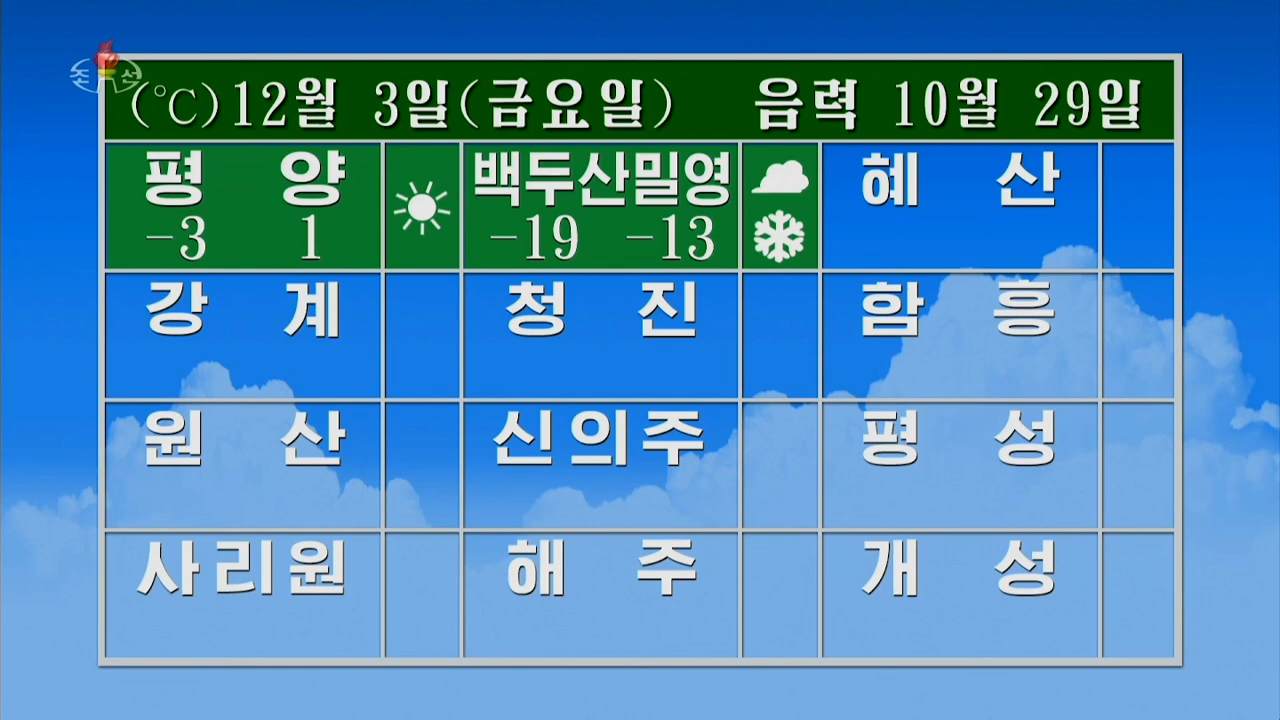 조선
(℃)12월 3일(금요일) 음력 10월 29일
평양 백두산밀영 혜산
-3 1 -19 -13
강계 청진 함흥
원산 신의주 평성
사리원 해주 개성